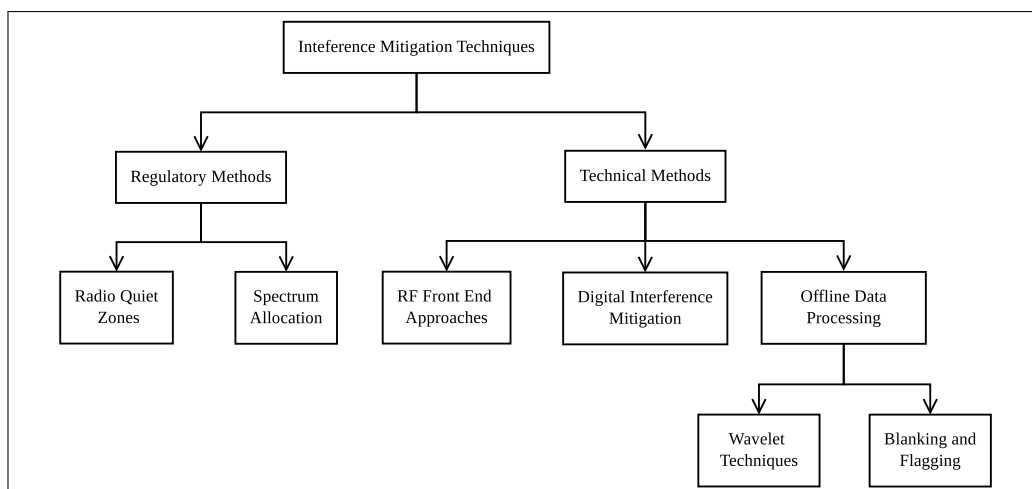 Inteference Mitigation Techniques
Regulatory Methods
Technical Methods
Radio Quiet
Zones
Spectrum
Allocation
RF Front End
Approaches
Digital Interference
Mitigation
Offline Data
Processing
Wavelet
Techniques
Blanking and
Flagging